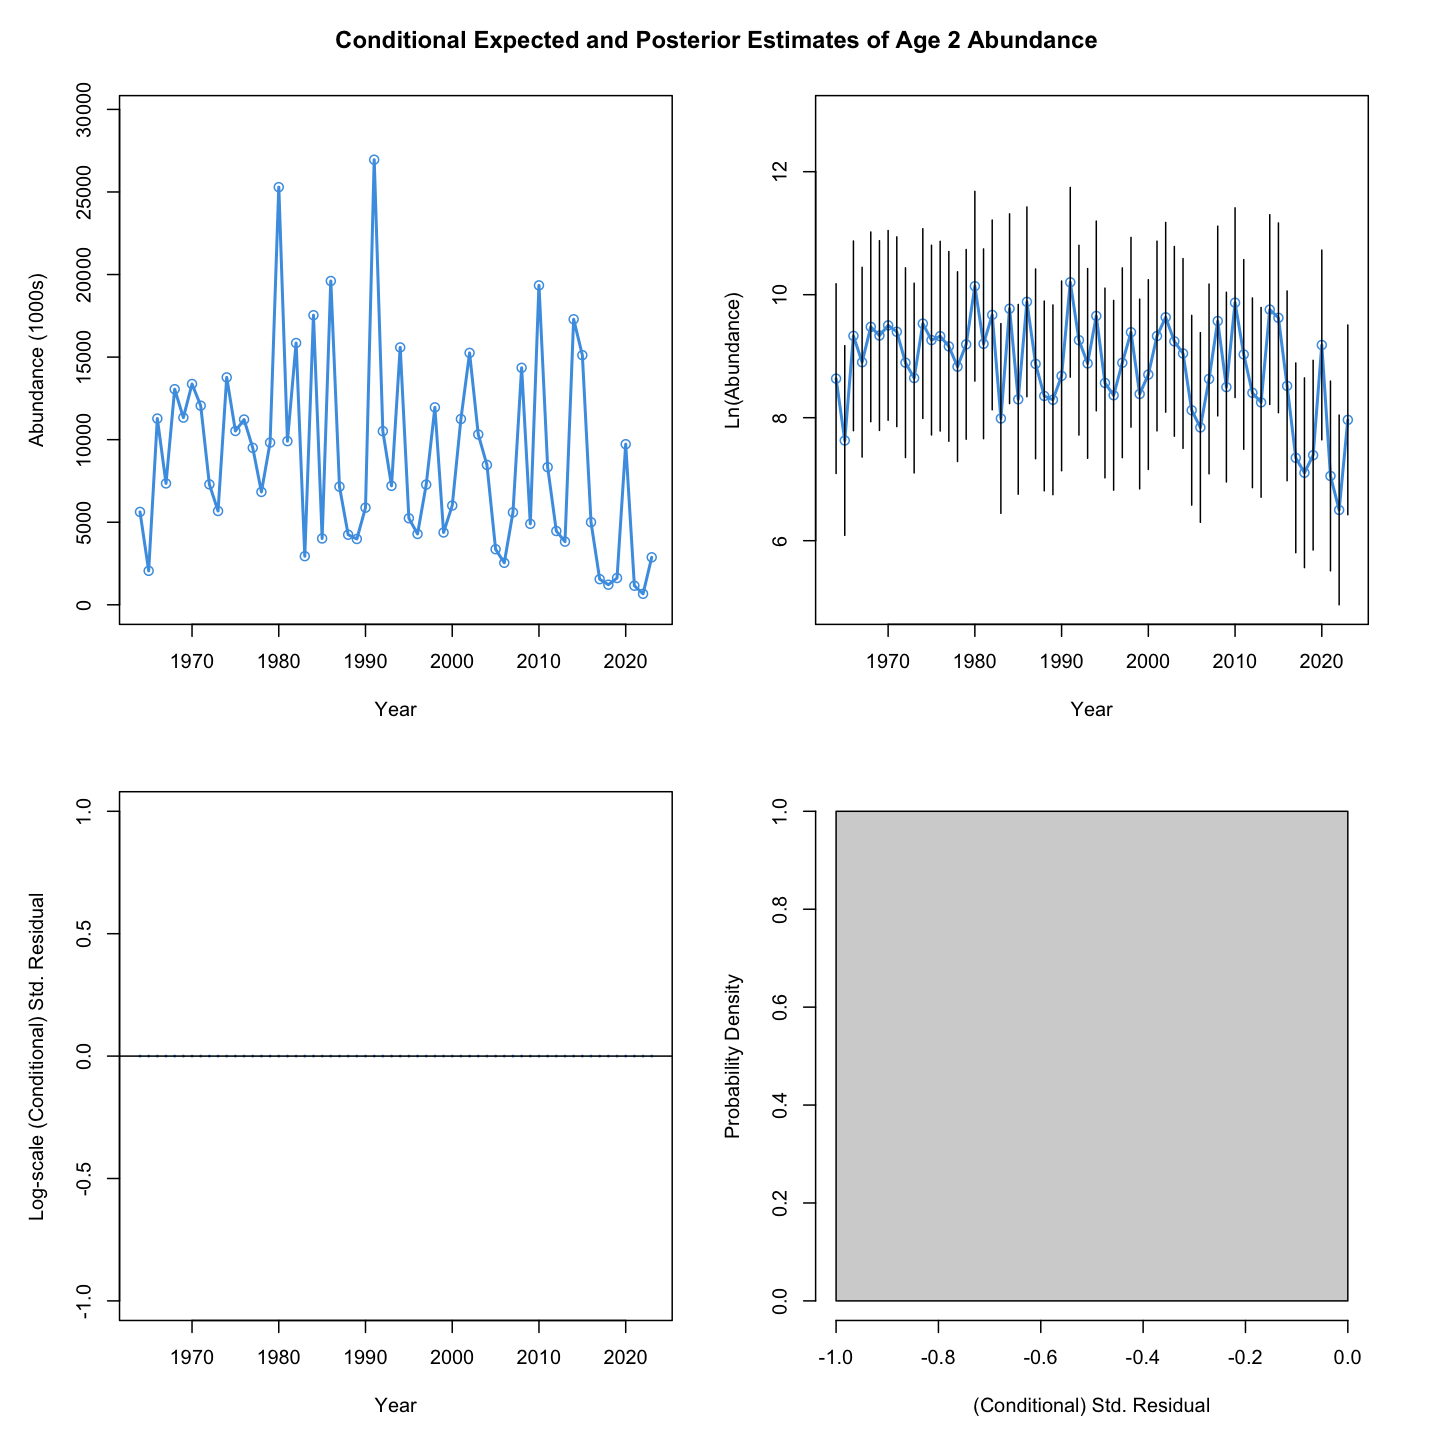 Conditional Expected and Posterior Estimates of Age 2 Abundance
Abundance (1000s)
30000
25000
20000
15000
10000
5000
0
1970 1980 1990 2000 2010 2020
Year
Ln(Abundance)
12
10
8
6
1970 1980 1990 2000 2010 2020
Year
Log-scale (Conditional) Std. Residual
1.0
0.5
0.0
-0.5
-1.0
1970 1980 1990 2000 2010 2020
Year
Probability Density
1.0
0.8
0.6
0.4
0.2
0.0
-1.0 -0.8 -0.6 -0.4 -0.2 0.0
(Conditional) Std. Residual